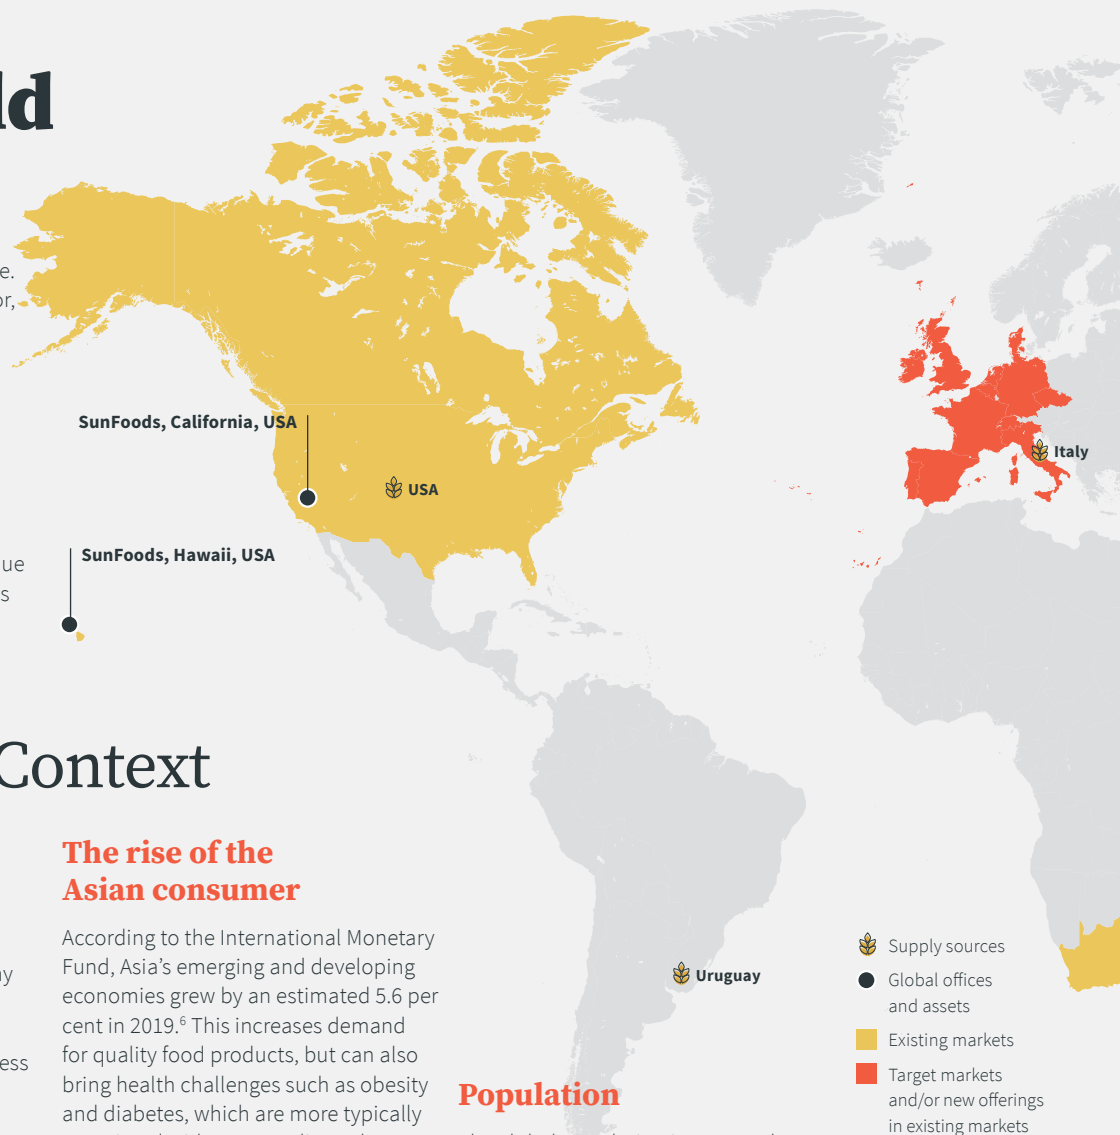 SunFoods, California, USA
USA
Italy
SunFoods, Hawaii, USA
Context
The rise of the
Asian consumer
According to the International Monetary
Fund, Asia’s emerging and developing
economies grew by an estimated 5.6 per
cent in 2019.6 This increases demand
for quality food products, but can also
bring health challenges such as obesity
and diabetes, which are more typically
Population
Uruguay
Supply sources
Global offices
and assets
Existing markets
Target markets
and/or new offerings
in existing markets